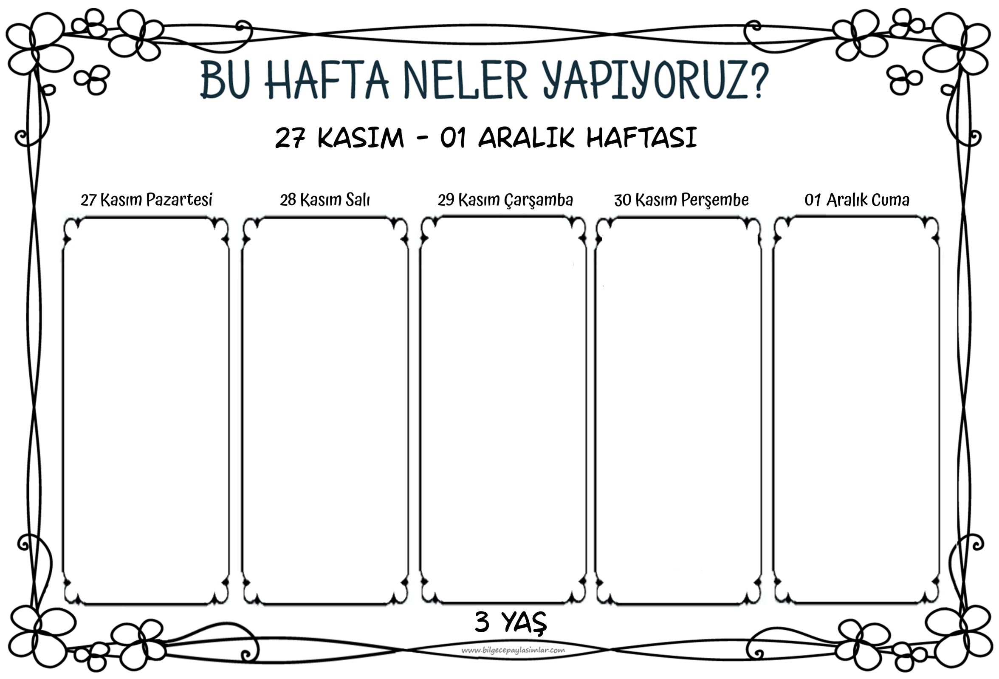 BU HAFTA NELER YAPIYORUZ?
27 KASIM - 01 ARALIK HAFTASI
27 Kasım Pazartesi
28 Kasım Salı
29 Kasım Çarşamba
30 Kasım Perşembe
01 Aralık Cuma
3 YAŞ
www.bilgecepaylasimlar.com